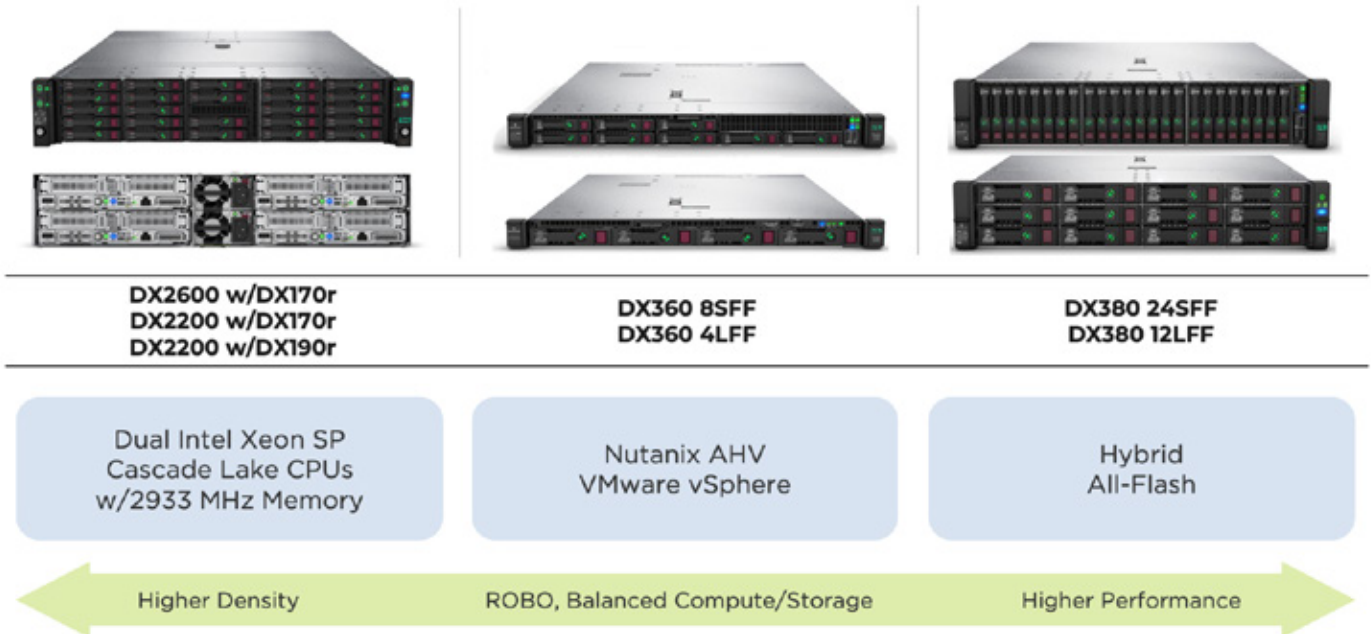 DX2600 w/DX170r
DX2200 w/DX170r
DX2200 w/DX190r
DX360 8SFF
DX360 4LFF
DX380 24SFF
DX380 12LFF
Dual Intel Xeon SP
Cascade Lake CPUs
w/2933 MHz Memory
Nutanix AHV
VMware vSphere
Hybrid
All-Flash
Higher Density
ROBO, Balanced Compute/Storage
Higher Performance